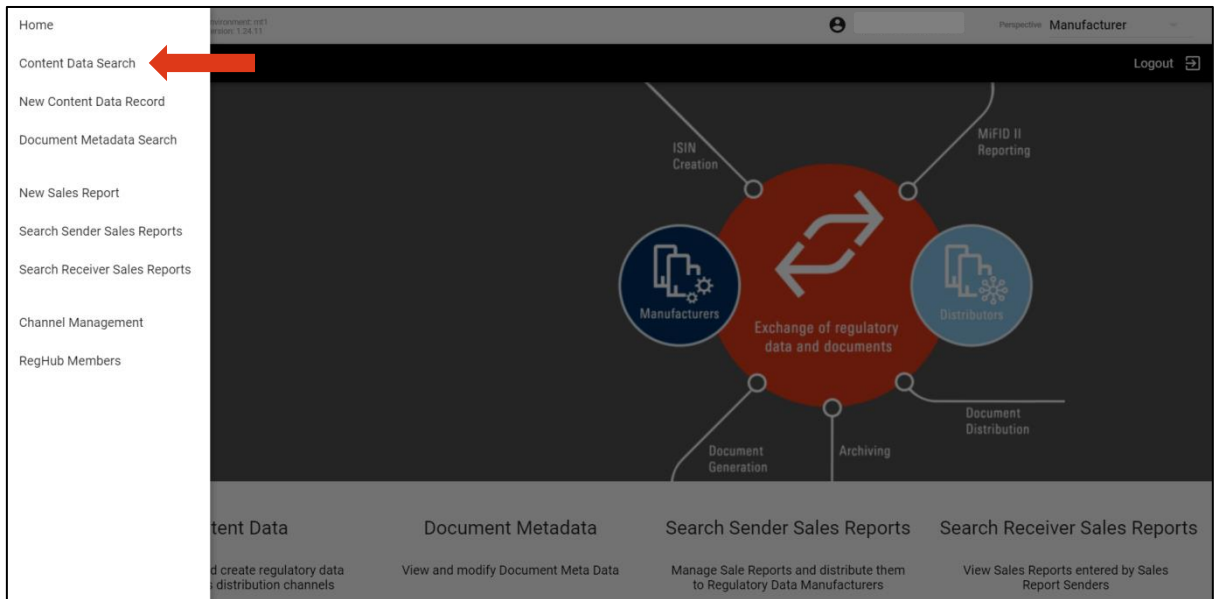 Home
Content Data Search
New Content Data Record
Document Metadata Search
New Sales Report
Search Sender Sales Reports
Search Receiver Sales Reports
Channel Management
RegHub Members
nvironment: mt1
ersion: 1.24.11
Perspective Manufacturer
Logout
ISIN
Creation
MiFID II
Reporting
Manufacturers
Exchange of regulatory
data and documents
Distributors
Document
Generation
Archiving
Document
Distribution
tent Data
d create regulatory data
distribution channels
Document Metadata
View and modify Document Meta Data
Search Sender Sales Reports
Manage Sale Reports and distribute them
to Regulatory Data Manufacturers
Search Receiver Sales Reports
View Sales Reports entered by Sales
Report Senders